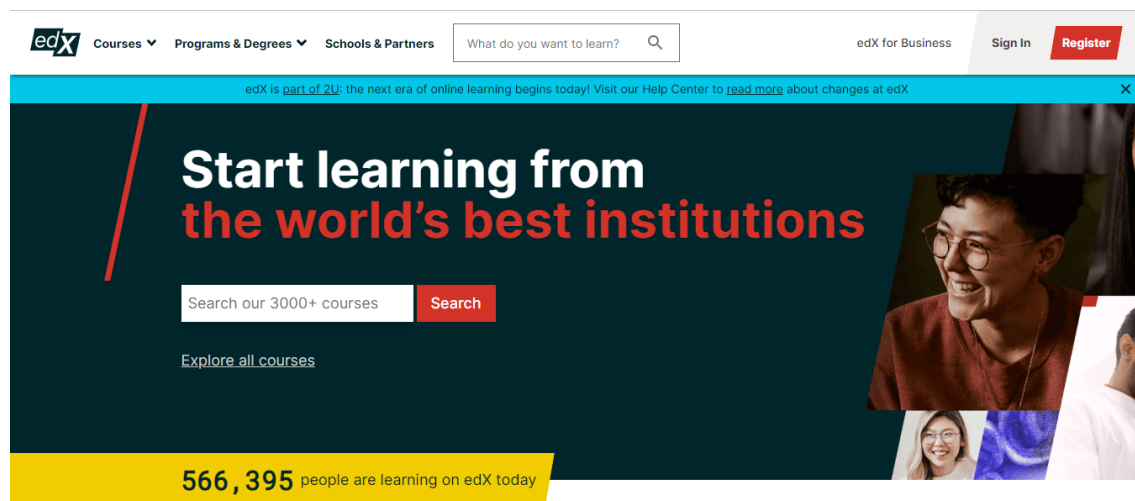 edX Courses Programs & Degrees Schools & Partners What do you want to learn? edX for Business Sign In Register
edX is part of 2U: the next era of online learning begins today! Visit our Help Center to read more about changes at edX
Start learning from
the world's best institutions
Search our 3000+ courses Search
Explore all courses
566,395 people are learning on edX today